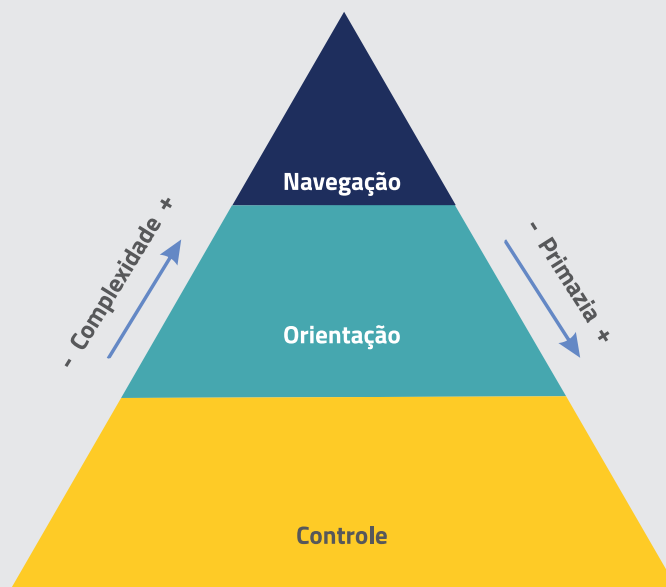 Navegação
- Complexidade +
- Primazia +
Orientação
Controle